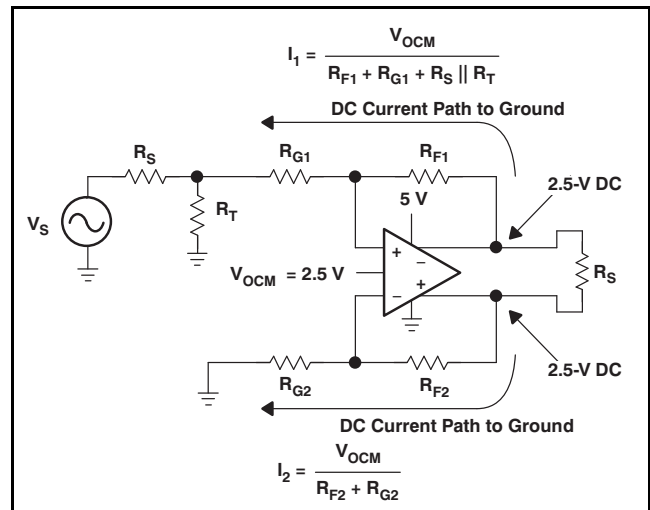 I1 = VOCM / RF1 + RG1 + RS || RT
DC Current Path to Ground
RS
RG1
RF1
2.5-V DC
5 V
RT
VS
+
–
VOCM = 2.5 V
RS
–
+
RG2
RF2
2.5-V DC
DC Current Path to Ground
I2 = VOCM / RF2 + RG2